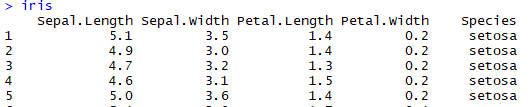 > iris
Sepal.Length Sepal.Width Petal.Length Petal.Width Species
1 5.1 3.5 1.4 0.2 setosa
2 4.9 3.0 1.4 0.2 setosa
3 4.7 3.2 1.3 0.2 setosa
4 4.6 3.1 1.5 0.2 setosa
5 5.0 3.6 1.4 0.2 setosa